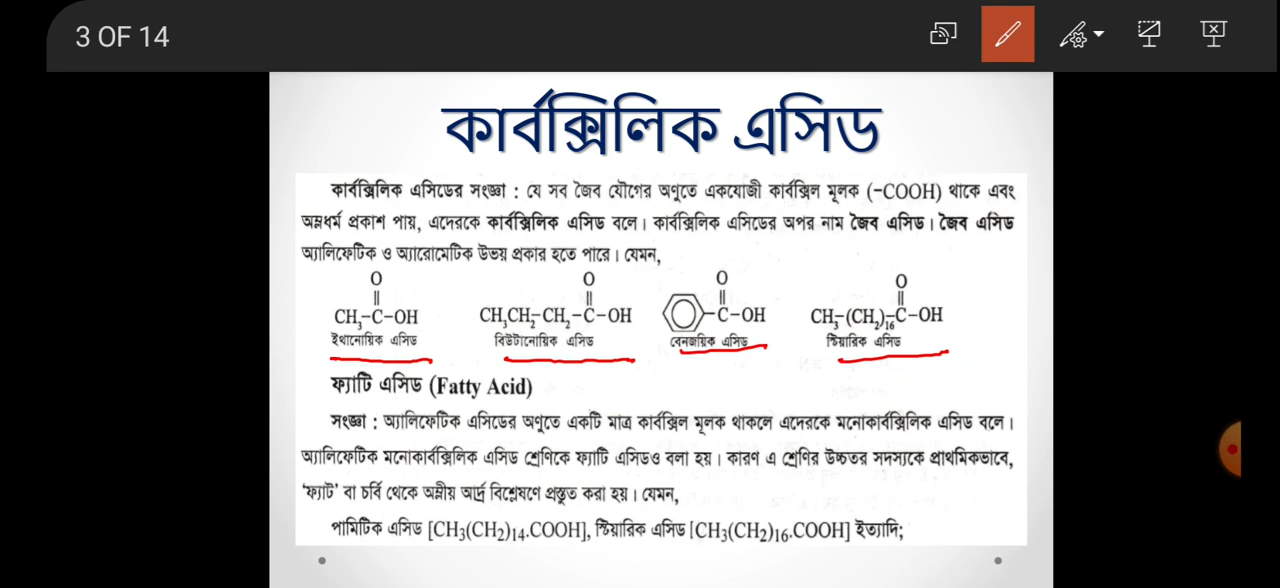 3 OF 14
কার্বক্সিলিক এসিড
কার্বক্সিলিক এসিডের সংজ্ঞা : যে সব জৈব যৌগের অণুতে একযোজী কার্বক্সিল মূলক (–COOH) থাকে এবং
অম্লধর্ম প্রকাশ পায়, এদেরকে কার্বক্সিলিক এসিড বলে। কার্বক্সিলিক এসিডের অপর নাম জৈব এসিড। জৈব এসিড
অ্যালিফেটিক ও অ্যারোমেটিক উভয় প্রকার হতে পারে। যেমন,
O O O O
|| || || ||
CH₃–C–OH CH₃CH₂–CH₂–C–OH –C–OH CH₃–(CH₂)₁₆–C–OH
ইথানোয়িক এসিড বিউটানোয়িক এসিড বেনজয়িক এসিড স্টিয়ারিক এসিড
ফ্যাটি এসিড (Fatty Acid)
সংজ্ঞা : অ্যালিফেটিক এসিডের অণুতে একটি মাত্র কার্বক্সিল মূলক থাকলে এদেরকে মনোকার্বক্সিলিক এসিড বলে।
অ্যালিফেটিক মনোকার্বক্সিলিক এসিড শ্রেণিকে ফ্যাটি এসিডও বলা হয়। কারণ এ শ্রেণির উচ্চতর সদস্যকে প্রাথমিকভাবে,
‘ফ্যাট’ বা চর্বি থেকে অম্লীয় আর্দ্র বিশ্লেষণে প্রস্তুত করা হয়। যেমন,
পামিটিক এসিড [CH₃(CH₂)₁₄.COOH], স্টিয়ারিক এসিড [CH₃(CH₂)₁₆.COOH] ইত্যাদি;